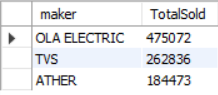 maker TotalSold
OLA ELECTRIC 475072
TVS 262836
ATHER 184473